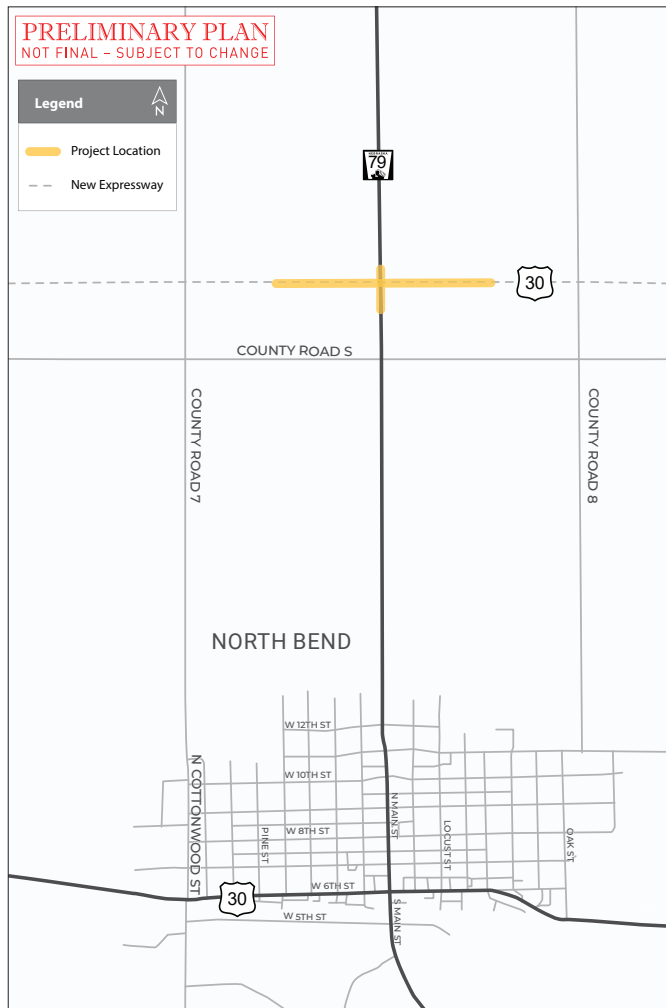 PRELIMINARY PLAN
NOT FINAL – SUBJECT TO CHANGE
Legend
N
Project Location
New Expressway
NEBRASKA
79
30
COUNTY ROAD S
COUNTY ROAD 7
COUNTY ROAD 8
NORTH BEND
W 12TH ST
N COTTONWOOD ST
W 10TH ST
N MAIN ST
PINE ST
W 8TH ST
LOCUST ST
OAK ST
W 6TH ST
30
W 5TH ST
S MAIN ST